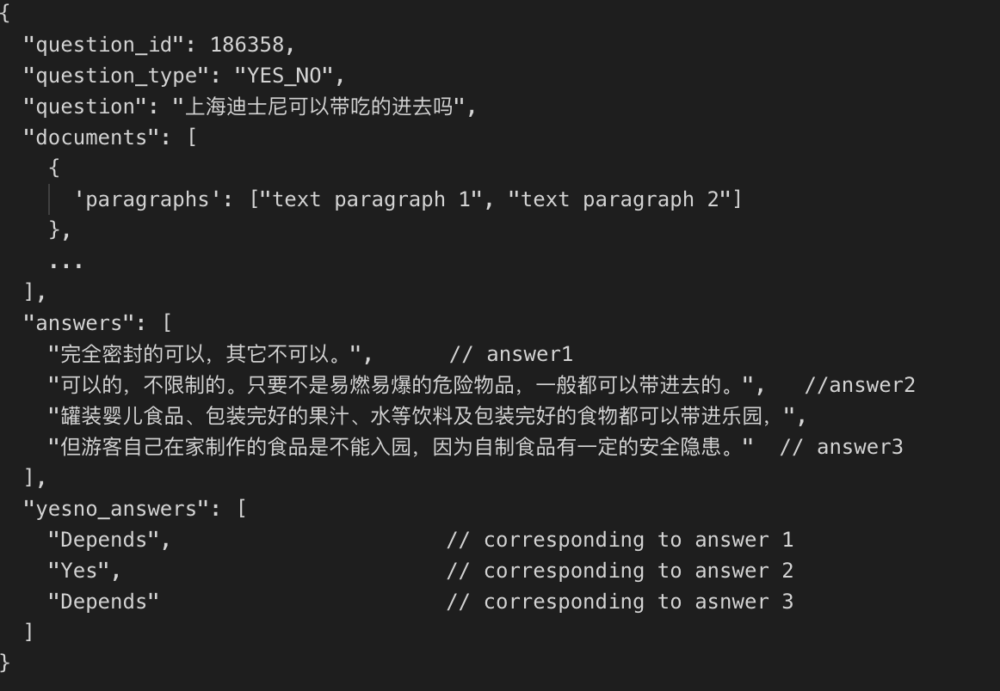 {
  "question_id": 186358,
  "question_type": "YES_NO",
  "question": "上海迪士尼可以带吃的进去吗",
  "documents": [
    {
      'paragraphs': ["text paragraph 1", "text paragraph 2"]
    },
    ...
  ],
  "answers": [
    "完全密封的可以，其它不可以。",      // answer1
    "可以的，不限制的。只要不是易燃易爆的危险物品，一般都可以带进去的。",   //answer2
    "罐装婴儿食品、包装完好的果汁、水等饮料及包装完好的食物都可以带进乐园，",
    "但游客自己在家制作的食品是不能入园，因为自制食品有一定的安全隐患。"  // answer3
  ],
  "yesno_answers": [
    "Depends",                      // corresponding to answer 1
    "Yes",                          // corresponding to answer 2
    "Depends"                       // corresponding to asnwer 3
  ]
}